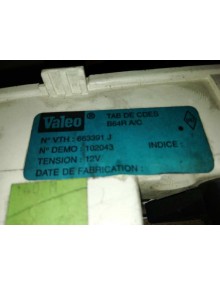 Valeo ® TAB DE CDES
B64R A/C
N° VTH : 663391 J
N° DEMO : 102043 INDICE :
TENSION : 12V
DATE DE FABRICATION :